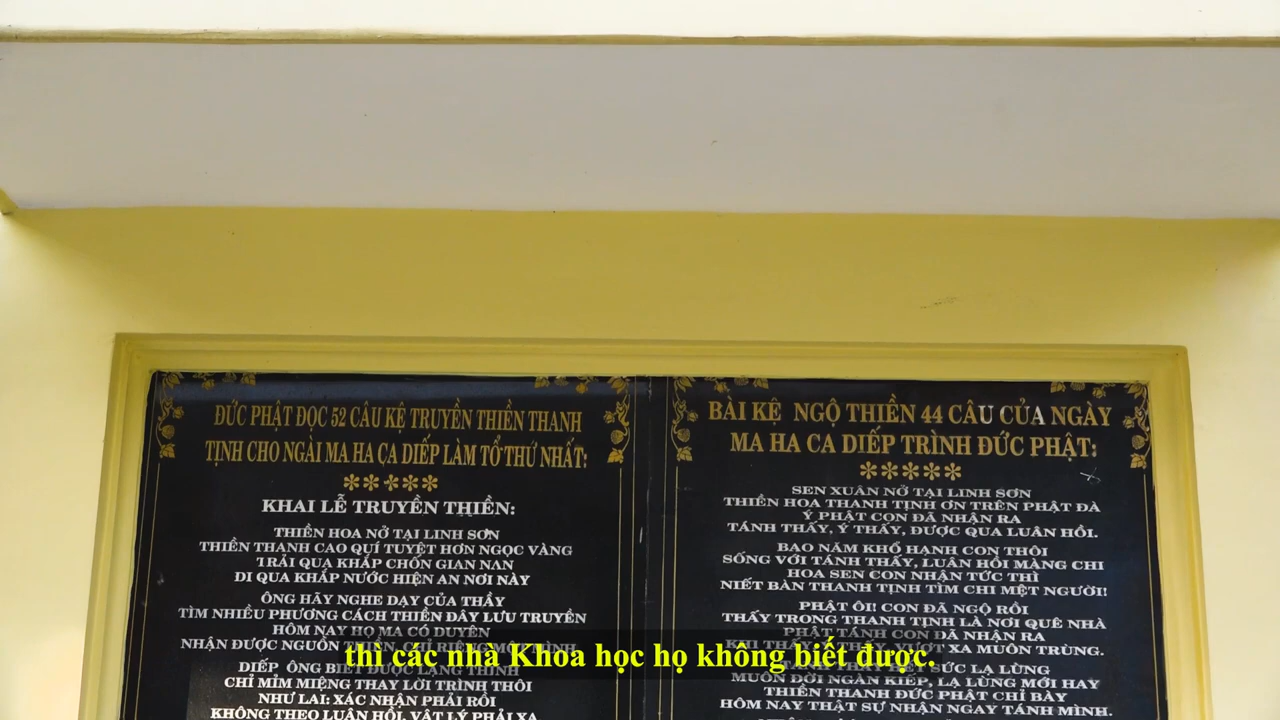 ĐỨC PHẬT ĐỌC 52 CÂU KỆ TRUYỀN THIỀN THANH
TỊNH CHO NGÀI MA HA CA DIẾP LÀM TỔ THỨ NHẤT:
KHAI LỄ TRUYỀN THIỀN:
THIỀN HOA NỞ TẠI LINH SƠN
THIỀN THANH CAO QUÍ TUYỆT HƠN NGỌC VÀNG
TRẢI QUA KHẮP CHỐN GIAN NAN
ĐI QUA KHẮP NƯỚC HIỆN AN NƠI NÀY
ÔNG HÃY NGHE DẠY CỦA THẦY
TÌM NHIỀU PHƯƠNG CÁCH THIỀN ĐÂY LƯU TRUYỀN
HÔM NAY HỌ MA CÓ DUYÊN
NHẬN ĐƯỢC NGUỒN THIỀN, CHỈ RIÊNG MỘT MÌNH
DIẾP ÔNG BIẾT ĐƯỢC LẶNG THINH
CHỈ MỈM MIỆNG THAY LỜI TRÌNH THÔI
NHƯ LAI: XÁC NHẬN PHẢI RỒI
KHÔNG THEO LUÂN HỒI, VẬT LÝ PHẢI XA
BÀI KỆ NGỘ THIỀN 44 CÂU CỦA NGÀY
MA HA CA DIẾP TRÌNH ĐỨC PHẬT:
SEN XUÂN NỞ TẠI LINH SƠN
THIỀN HOA THANH TỊNH ƠN TRÊN PHẬT ĐÀ
Ý PHẬT CON ĐÃ NHẬN RA
TÁNH THẤY, Ý THẤY, ĐƯỢC QUA LUÂN HỒI.
BAO NĂM KHỔ HẠNH CON THÔI
SỐNG VỚI TÁNH THẤY, LUÂN HỒI MÀNG CHI
HOA SEN CON NHẬN TỨC THÌ
NIẾT BÀN THANH TỊNH TÌM CHI MỆT NGƯỜI!
PHẬT ÔI! CON ĐÃ NGỘ RỒI
THẤY TRONG THANH TỊNH LÀ NƠI QUÊ NHÀ
PHẬT TÁNH CON ĐÃ NHẬN RA
KHI THẤY THẤY, VƯỢT XA MUÔN TRÙNG.
SỨC LẠ LÙNG
MUÔN ĐỜI NGÀN KIẾP, LẠ LÙNG MỚI HAY
THIỀN THANH ĐỨC PHẬT CHỈ BÀY
HÔM NAY THẬT SỰ NHẬN NGAY TÁNH MÌNH.
thì các nhà Khoa học họ không biết được.